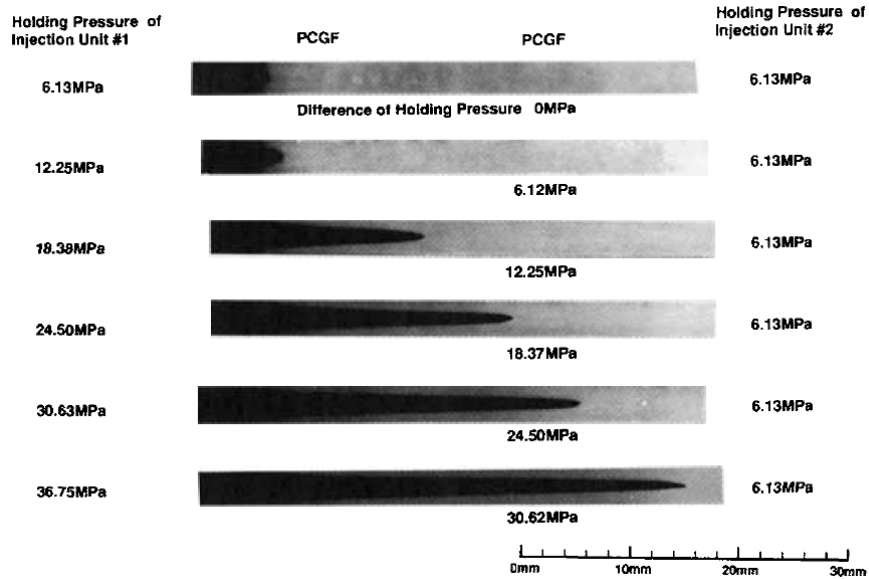 Holding Pressure of
Injection Unit #1
PCGF
PCGF
Holding Pressure of
Injection Unit #2
6.13MPa
6.13MPa
Difference of Holding Pressure 0MPa
12.25MPa
6.13MPa
6.12MPa
18.38MPa
6.13MPa
12.25MPa
24.50MPa
6.13MPa
18.37MPa
30.63MPa
6.13MPa
24.50MPa
36.75MPa
6.13MPa
30.62MPa
0mm
10mm
20mm
30mm